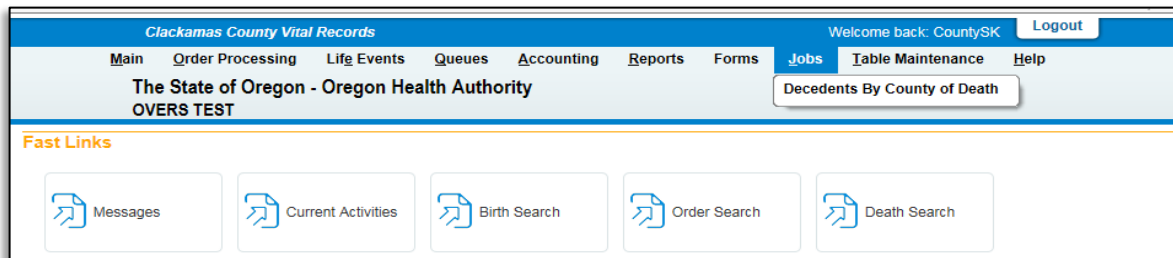 Clackamas County Vital Records Welcome back: CountySK Logout
Main Order Processing Life Events Queues Accounting Reports Forms Jobs Table Maintenance Help
The State of Oregon - Oregon Health Authority Decedents By County of Death
OVERS TEST
Fast Links
Messages Current Activities Birth Search Order Search Death Search